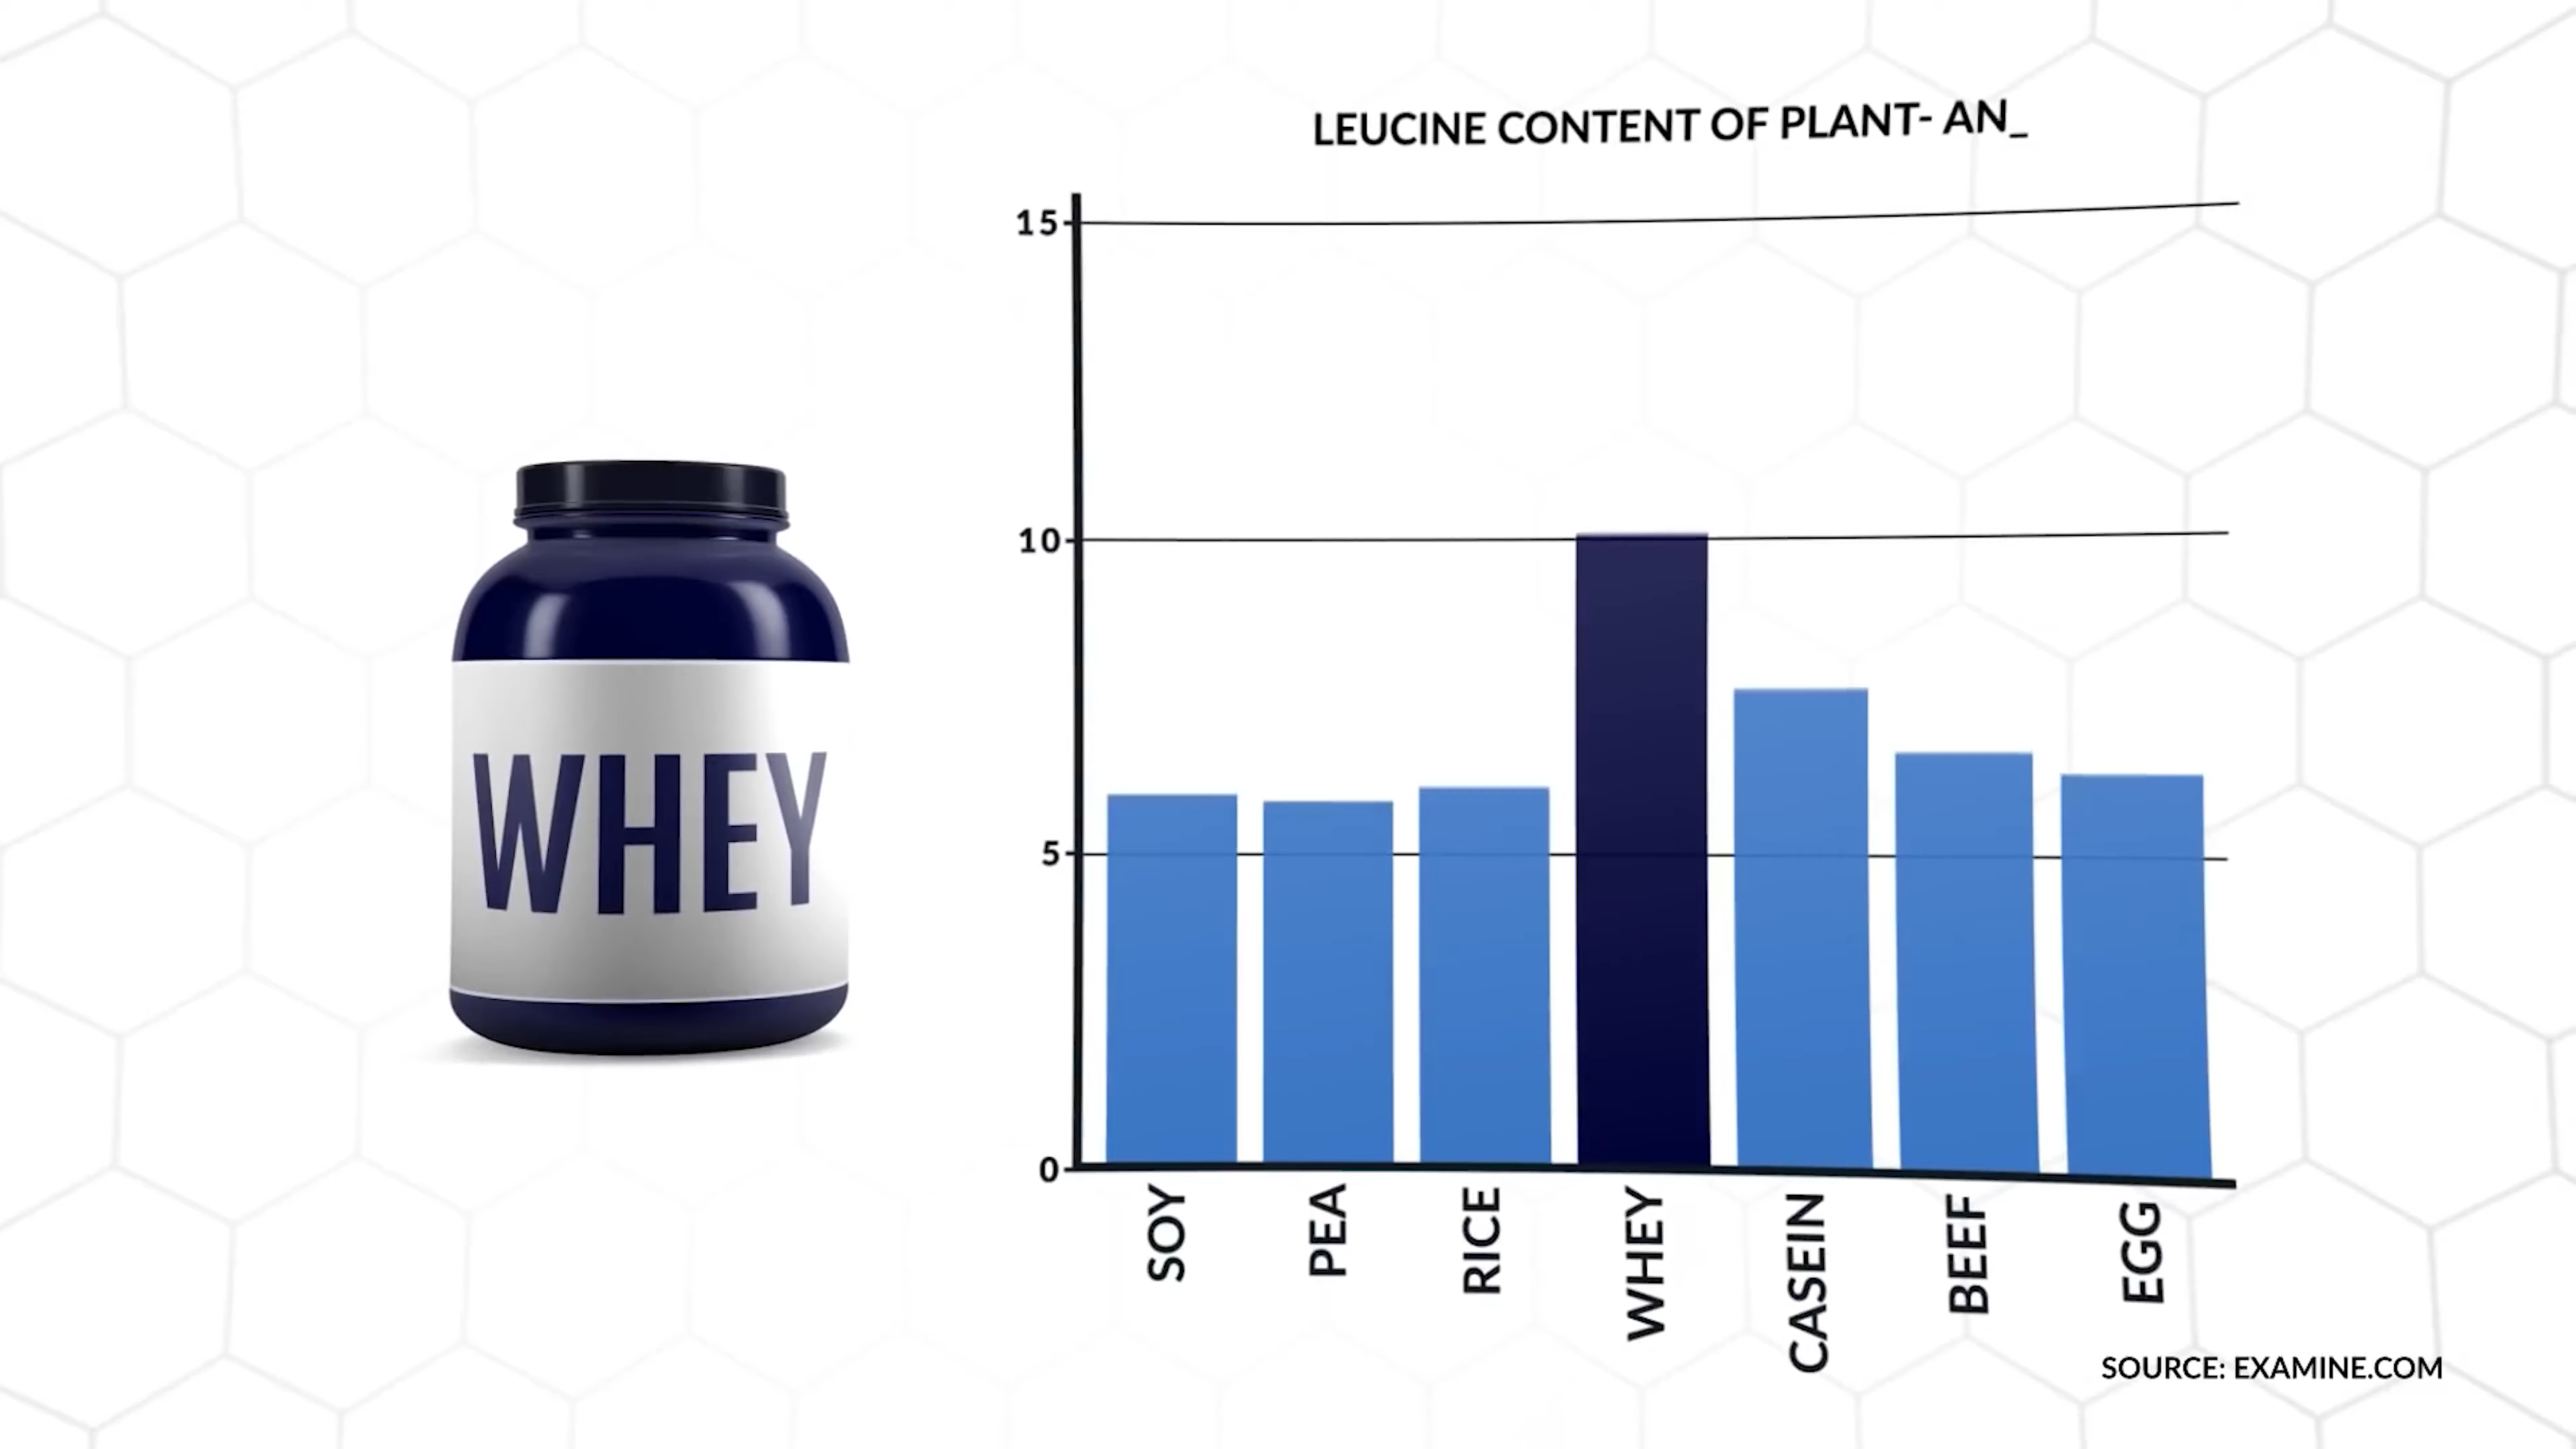 LEUCINE CONTENT OF PLANT- AN_
15
10
5
0
WHEY
SOY
PEA
RICE
WHEY
CASEIN
BEEF
EGG
SOURCE: EXAMINE.COM